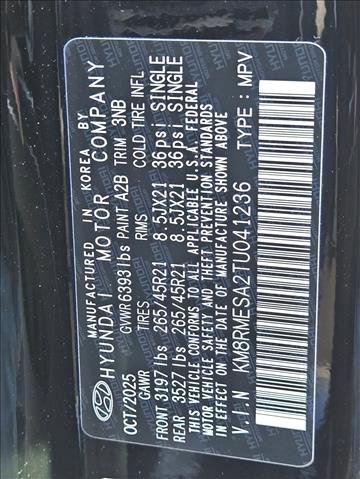 MANUFACTURED IN KOREA BY
HYUNDAI MOTOR COMPANY
OCT/2025 GVWR 6393lbs PAINT A2B TRIM 3NB
GAWR TIRES RIMS COLD TIRE INFL
FRONT 3197 lbs 265/45R21 8.5JX21 36psi SINGLE
REAR 3527 lbs 265/45R21 8.5JX21 36psi SINGLE
THIS VEHICLE CONFORMS TO ALL APPLICABLE U.S.A. FEDERAL
MOTOR VEHICLE SAFETY AND THEFT PREVENTION STANDARDS
IN EFFECT ON THE DATE OF MANUFACTURE SHOWN ABOVE
V.I.N : KM8RMESA2TU041236 TYPE : MPV